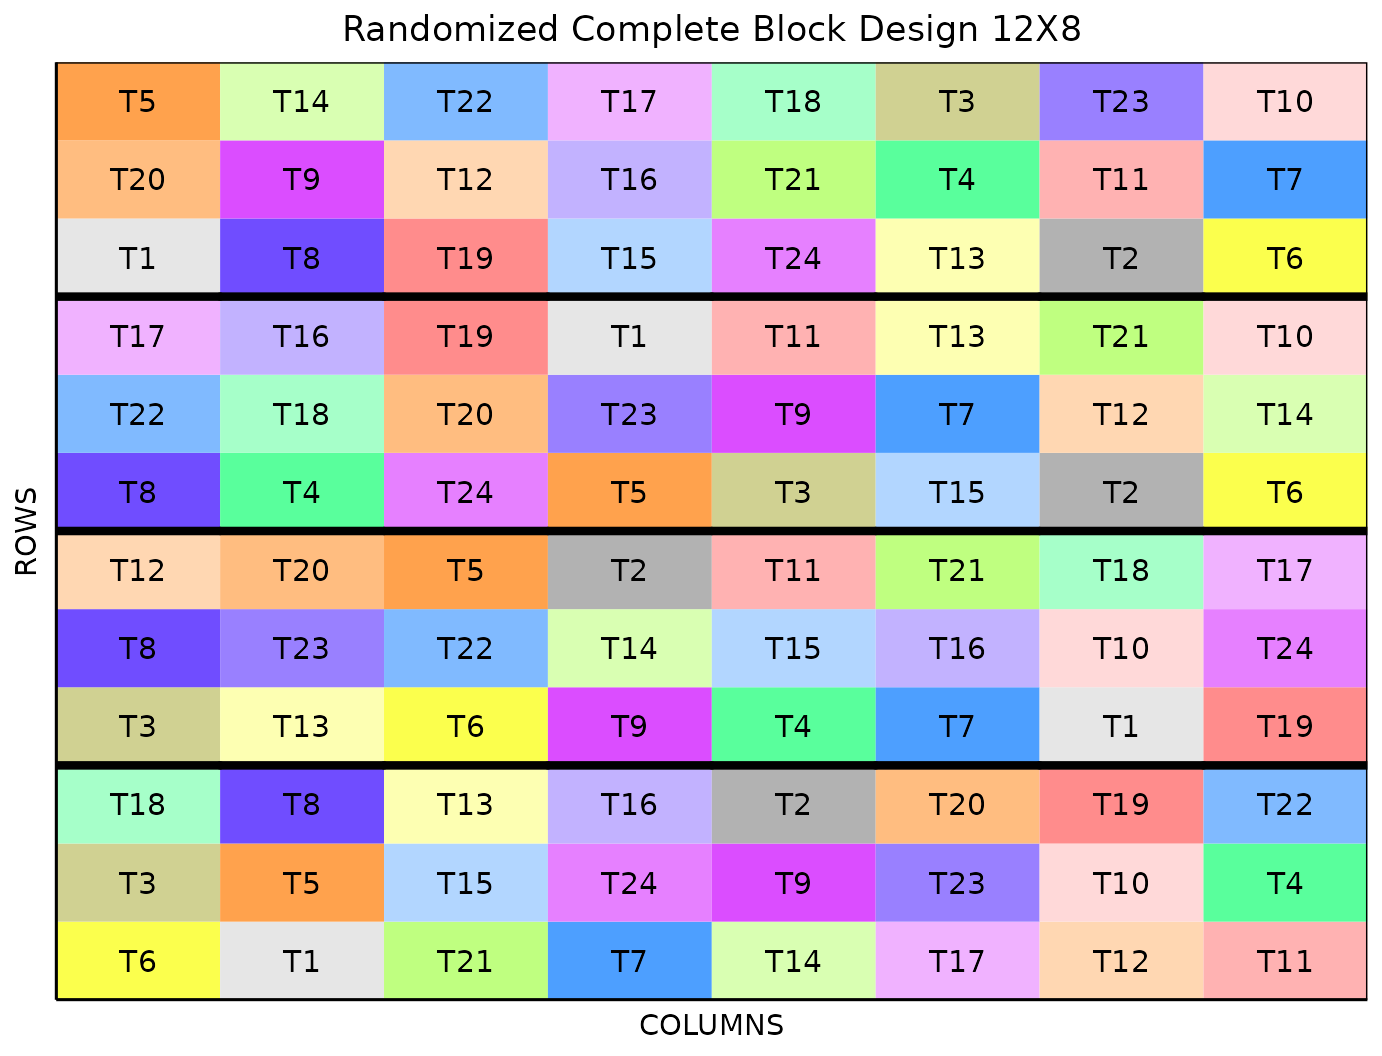 Randomized Complete Block Design 12X8
T5 T14 T22 T17 T18 T3 T23 T10
T20 T9 T12 T16 T21 T4 T11 T7
T1 T8 T19 T15 T24 T13 T2 T6
T17 T16 T19 T1 T11 T13 T21 T10
T22 T18 T20 T23 T9 T7 T12 T14
T8 T4 T24 T5 T3 T15 T2 T6
T12 T20 T5 T2 T11 T21 T18 T17
T8 T23 T22 T14 T15 T16 T10 T24
T3 T13 T6 T9 T4 T7 T1 T19
T18 T8 T13 T16 T2 T20 T19 T22
T3 T5 T15 T24 T9 T23 T10 T4
T6 T1 T21 T7 T14 T17 T12 T11
ROWS
COLUMNS